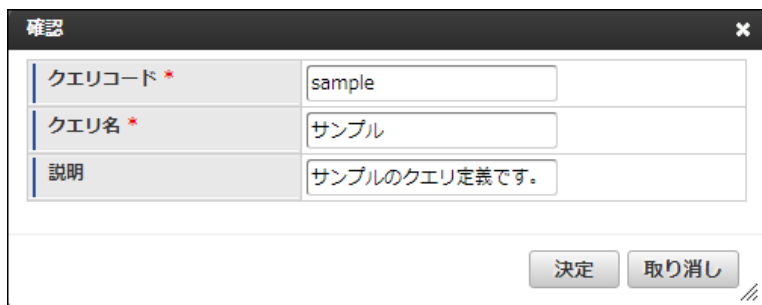 確認
クエリコード * sample
クエリ名 * サンプル
説明 サンプルのクエリ定義です。
決定 取り消し